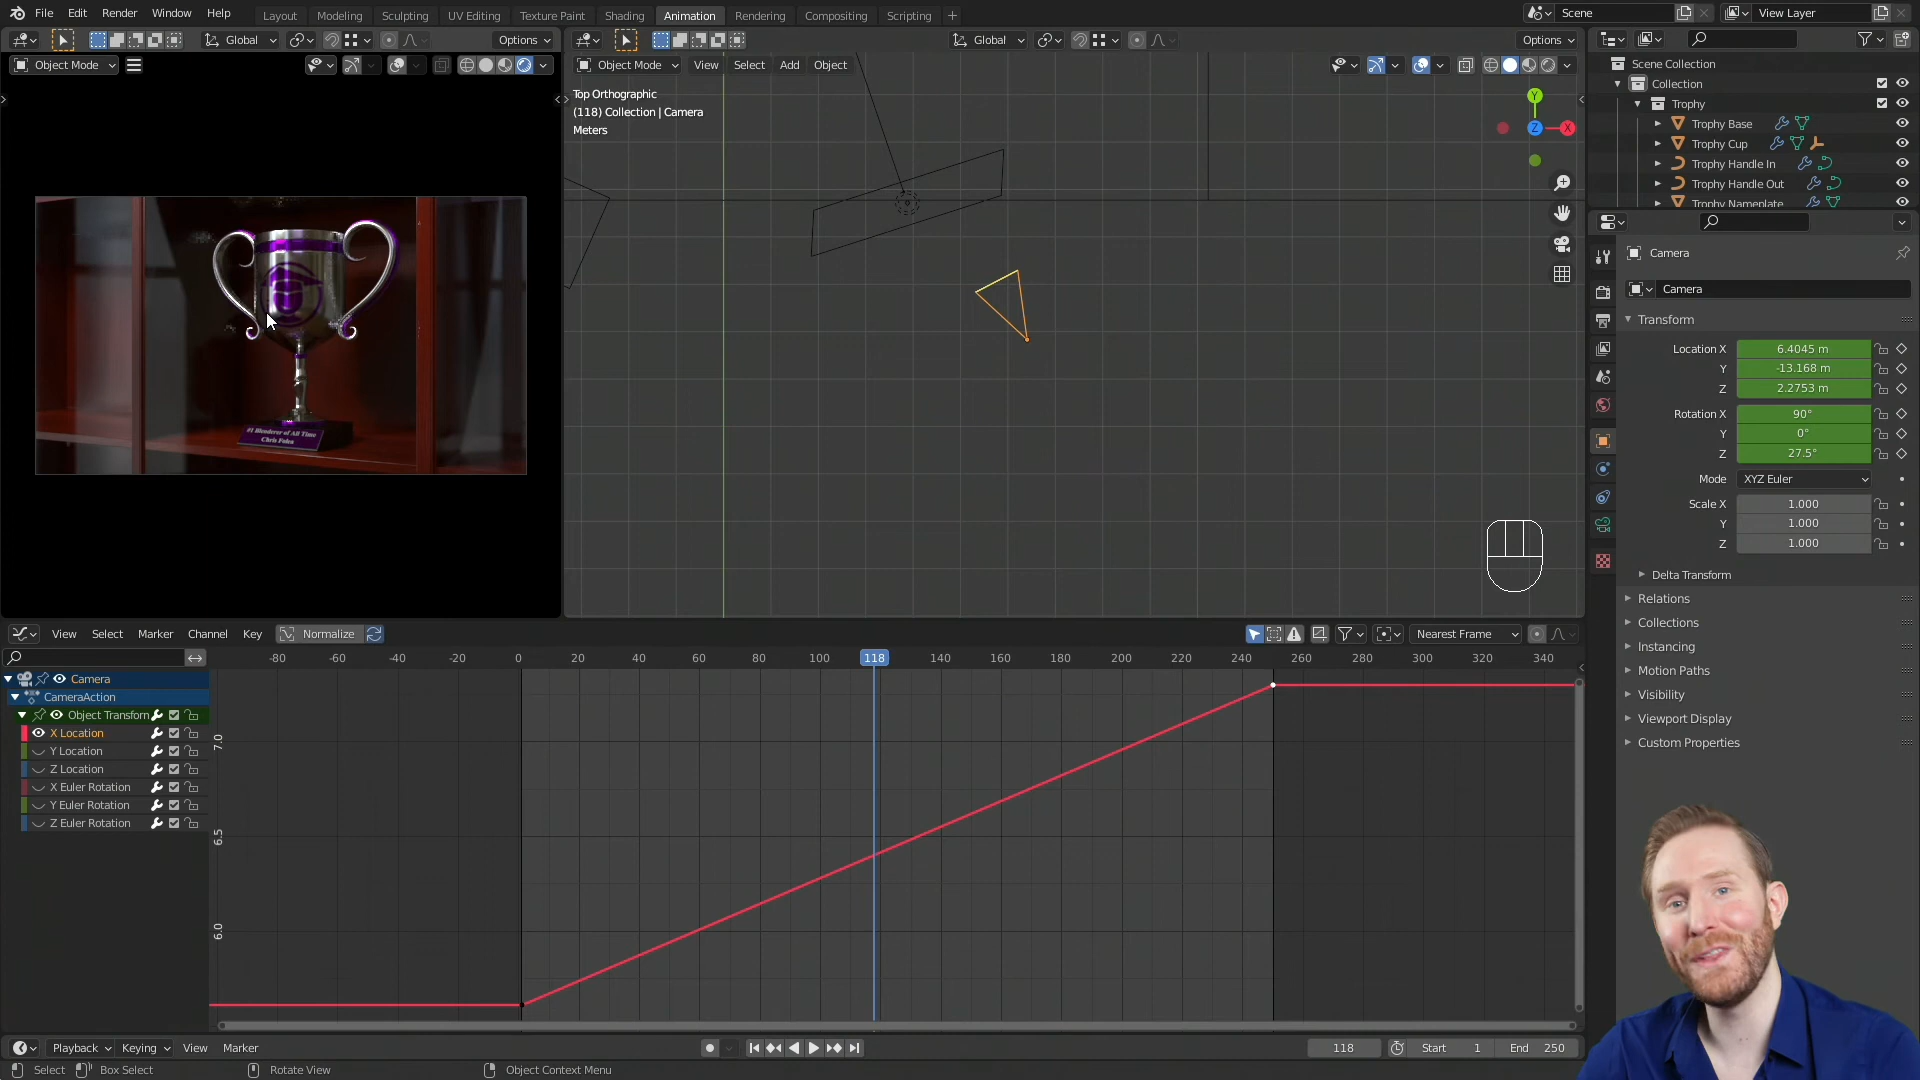 File Edit Render Window Help Layout Modeling Sculpting UV Editing Texture Paint Shading Animation Rendering Compositing Scripting + Scene View Layer
Global Options Global Options
Object Mode Object Mode View Select Add Object
Top Orthographic
(118) Collection | Camera
Meters
Y
Z
X
#1 Blenderer of All Time
Chris Folea
Scene Collection
Collection
Trophy
Trophy Base
Trophy Cup
Trophy Handle In
Trophy Handle Out
Trophy Nameplate
Camera
Camera
Transform
Location X 6.4045 m
Y -13.168 m
Z 2.2753 m
Rotation X 90°
Y 0°
Z 27.5°
Mode XYZ Euler
Scale X 1.000
Y 1.000
Z 1.000
Delta Transform
Relations
Collections
Instancing
Motion Paths
Visibility
Viewport Display
Custom Properties
View Select Marker Channel Key Normalize Nearest Frame
-80 -60 -40 -20 0 20 40 60 80 100 118 140 160 180 200 220 240 260 280 300 320 340
Camera
CameraAction
Object Transform
X Location
Y Location
Z Location
X Euler Rotation
Y Euler Rotation
Z Euler Rotation
7.0
6.5
6.0
Playback Keying View Marker 118 Start 1 End 250
Select Box Select Rotate View Object Context Menu